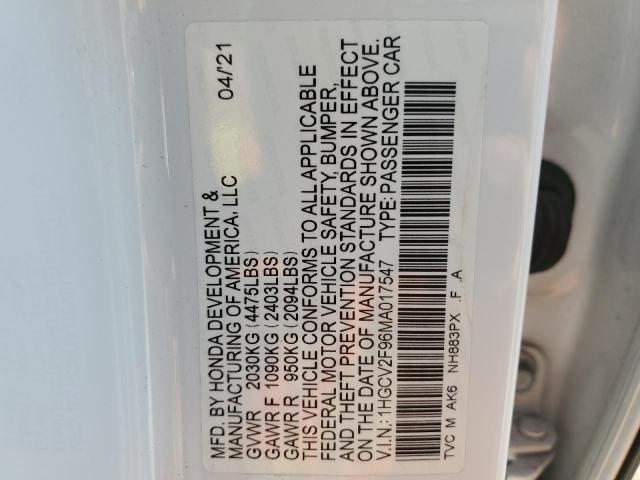 MFD. BY HONDA DEVELOPMENT & 04/'21
MANUFACTURING OF AMERICA, LLC
GVWR 2030KG (4475LBS)
GAWR F 1090KG (2403LBS)
GAWR R 950KG (2094LBS)
THIS VEHICLE CONFORMS TO ALL APPLICABLE
FEDERAL MOTOR VEHICLE SAFETY, BUMPER,
AND THEFT PREVENTION STANDARDS IN EFFECT
ON THE DATE OF MANUFACTURE SHOWN ABOVE.
V.I.N.: 1HGCV2F96MA017547 TYPE: PASSENGER CAR
TVC M AK6 NH883PX .F .A